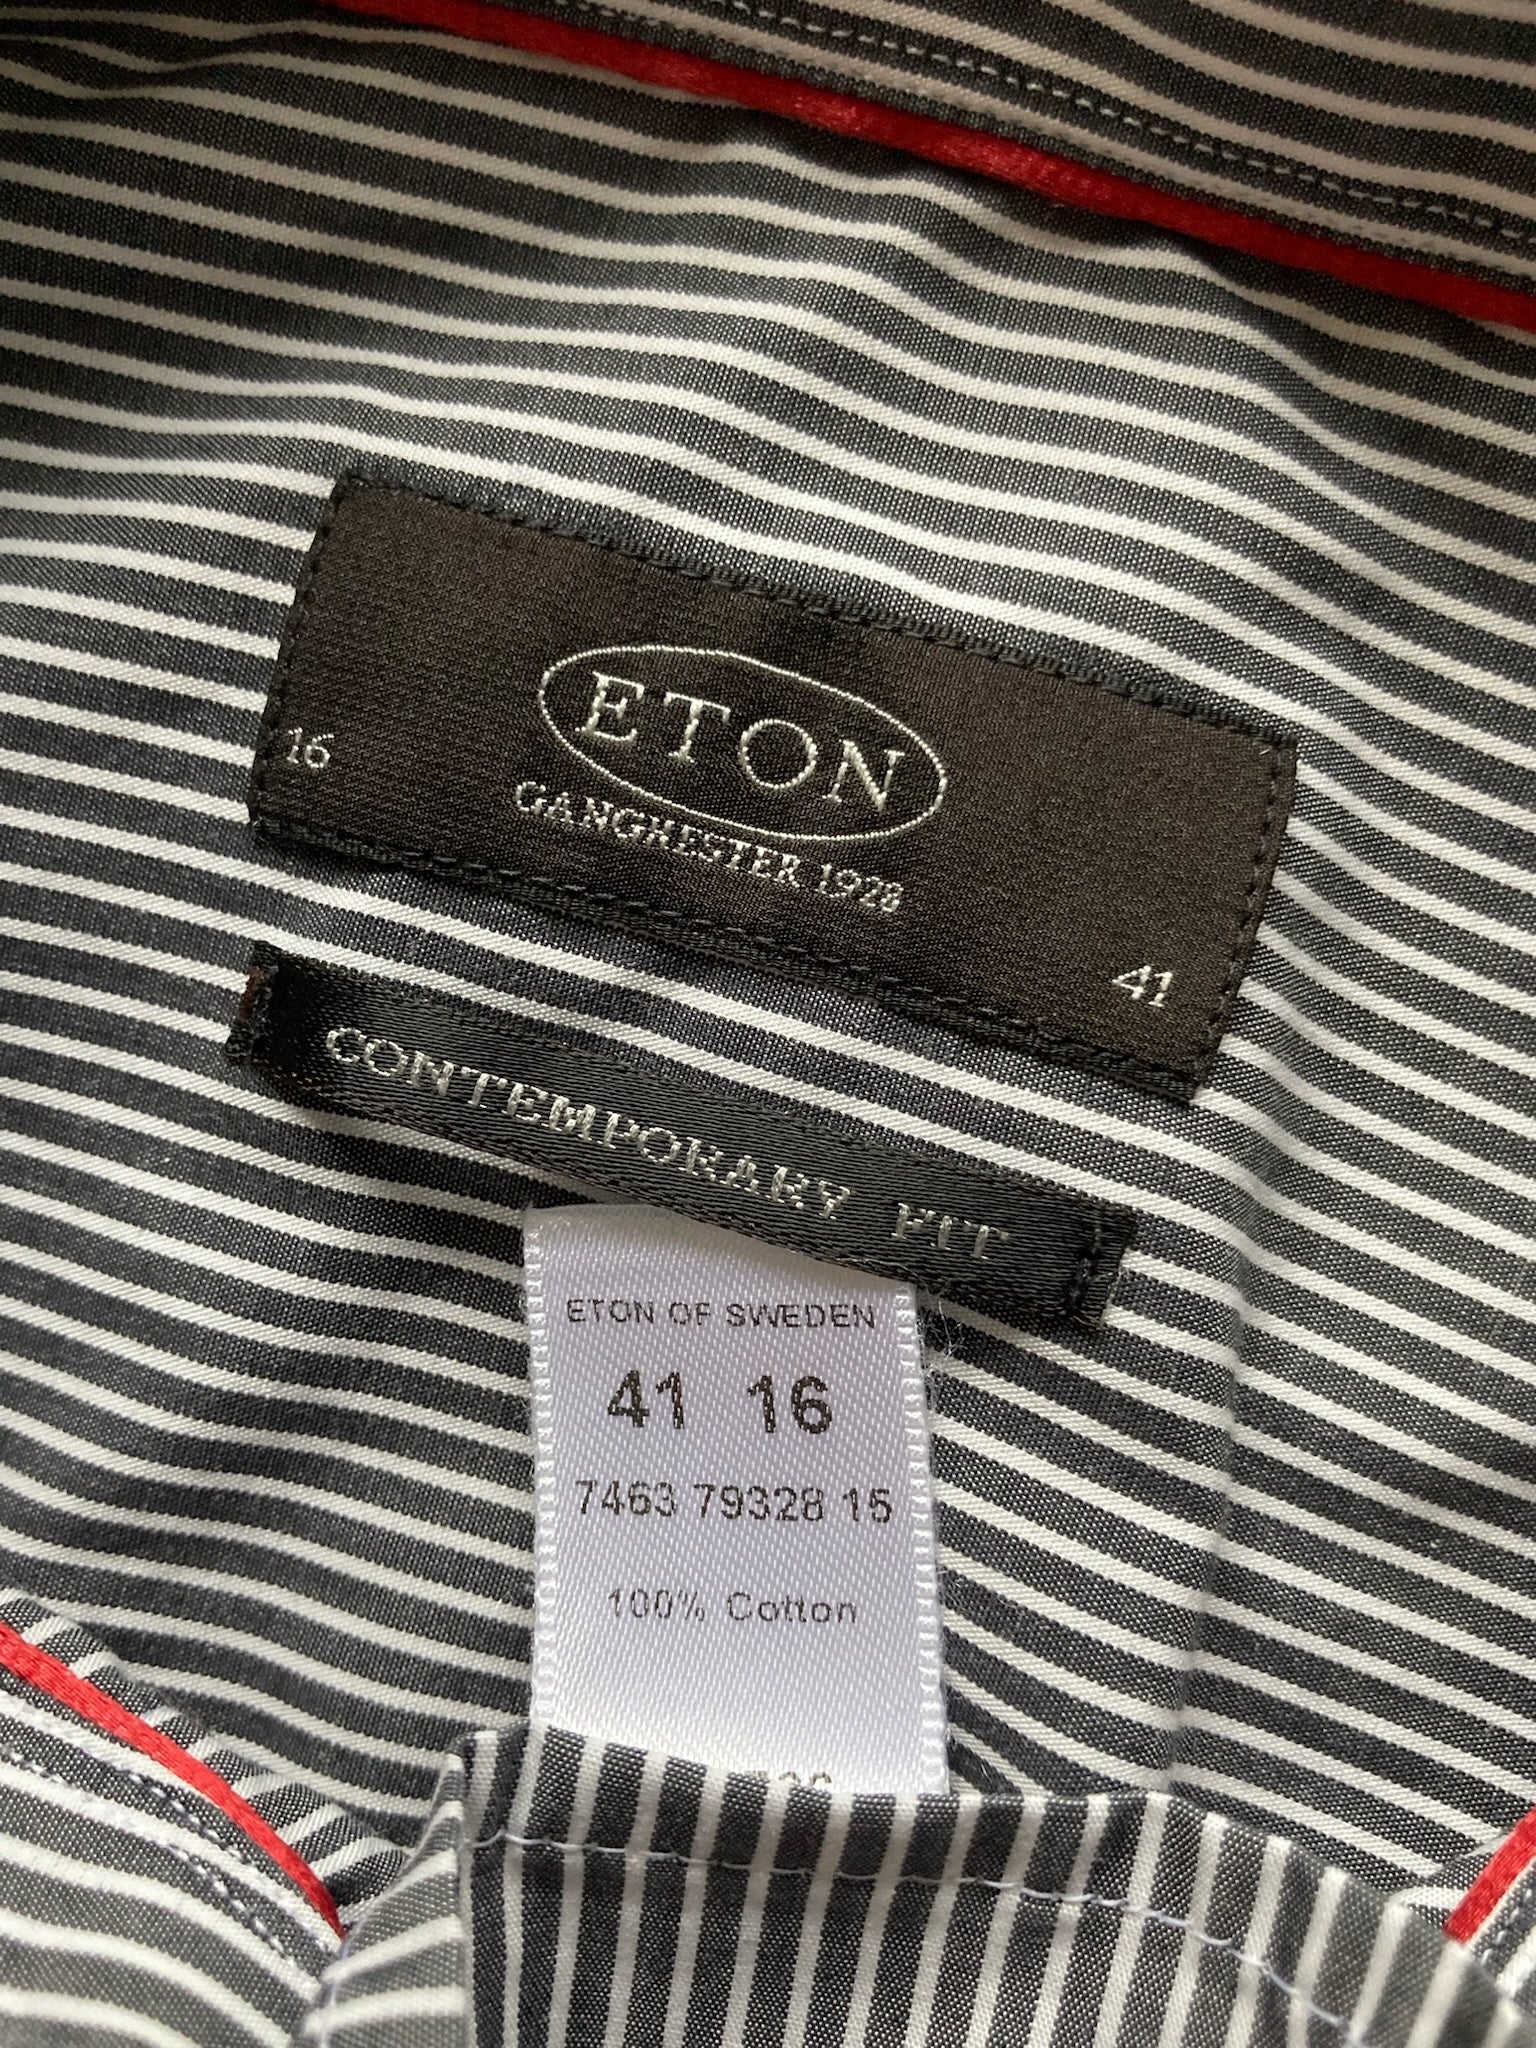 ETON
GANGHESTER 1928
16
41
CONTEMPORARY FIT
ETON OF SWEDEN
41 16
7463 79328 15
100% Cotton